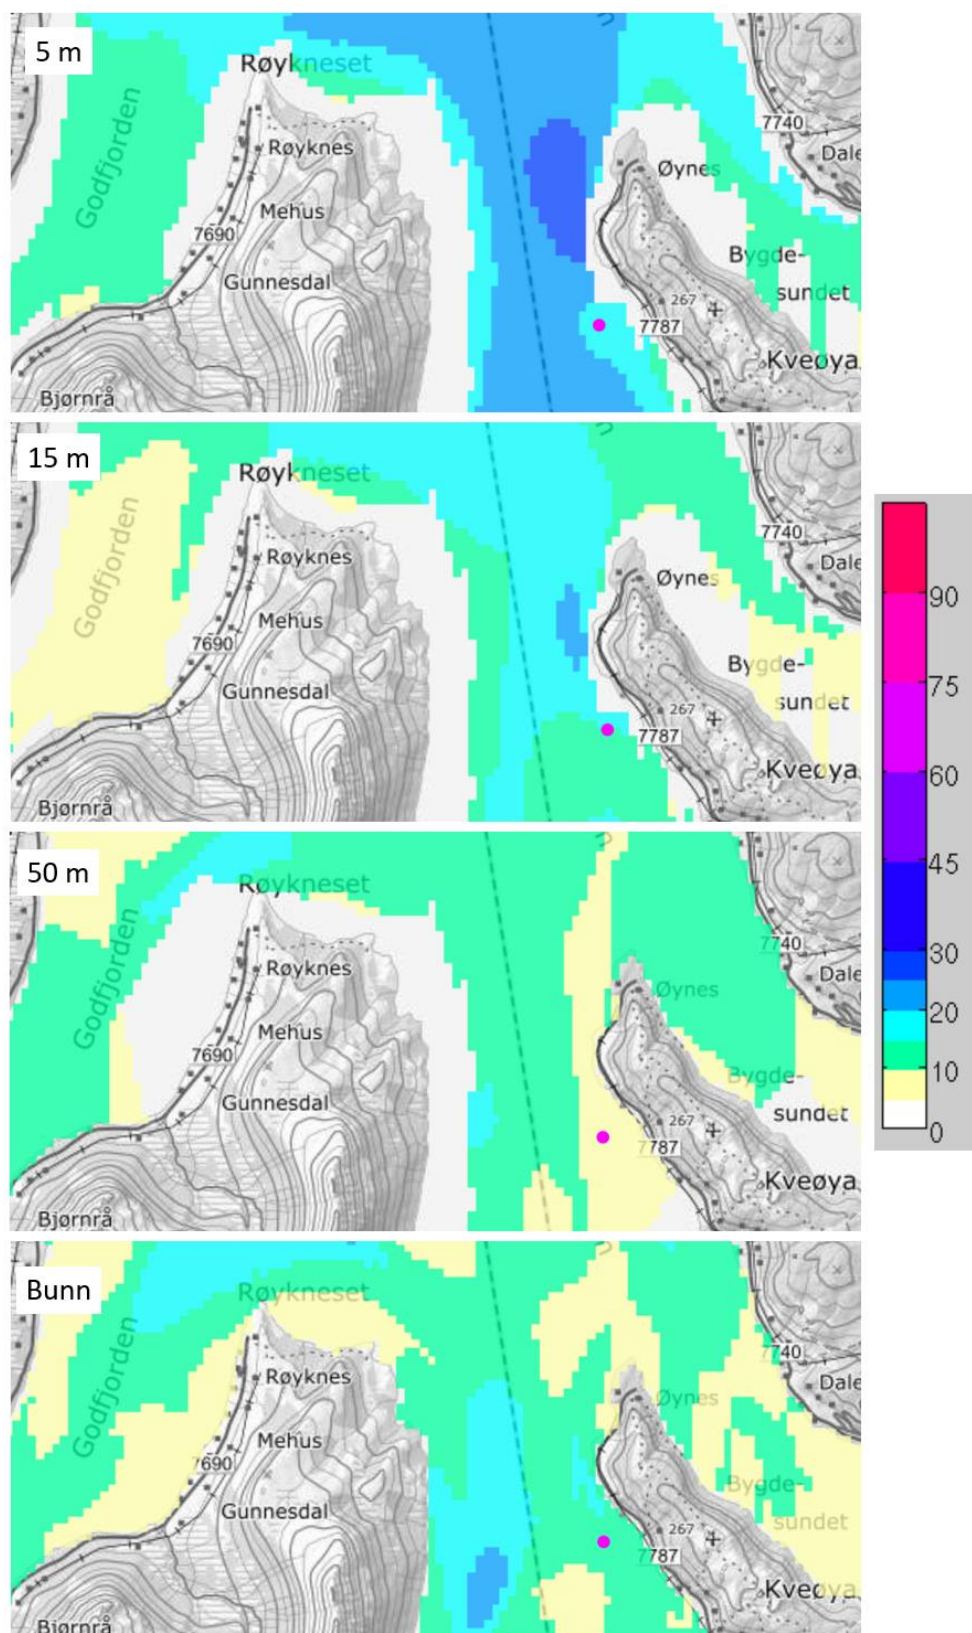 5 m
Røykneset
Godfjorden
7740
Røyknes
Øynes
Dale
Mehus
7690
Bygde-
Gunnesdal
sundet
267
7787
Kveøya
Bjørnrå
15 m
Røykneset
Godfjorden
7740
Røyknes
Dale
Øynes
Mehus
7690
Bygde-
Gunnesdal
sundet
267
7787
Kveøya
Bjørnrå
90
75
60
45
30
20
10
0
50 m
Røykneset
Godfjorden
7740
Røyknes
Dale
Øynes
Mehus
7690
Bygde-
Gunnesdal
sundet
267
7787
Kveøya
Bjørnrå
Bunn
Røykneset
Godfjorden
7740
Røyknes
Dale
Øynes
Mehus
7690
Bygde-
Gunnesdal
sundet
267
7787
Kveøya
Bjørnrå